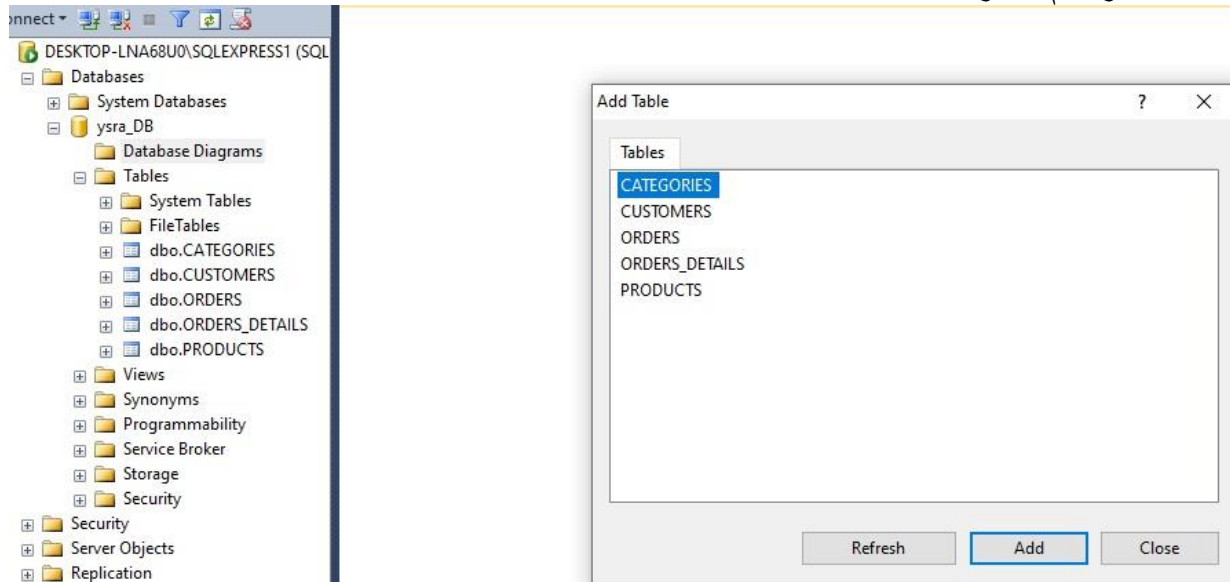 onnect
DESKTOP-LNA68U0\SQLEXPRESS1 (SQL
Databases
System Databases
ysra_DB
Database Diagrams
Tables
System Tables
FileTables
dbo.CATEGORIES
dbo.CUSTOMERS
dbo.ORDERS
dbo.ORDERS_DETAILS
dbo.PRODUCTS
Views
Synonyms
Programmability
Service Broker
Storage
Security
Security
Server Objects
Replication
Add Table
?
Tables
CATEGORIES
CUSTOMERS
ORDERS
ORDERS_DETAILS
PRODUCTS
Refresh
Add
Close